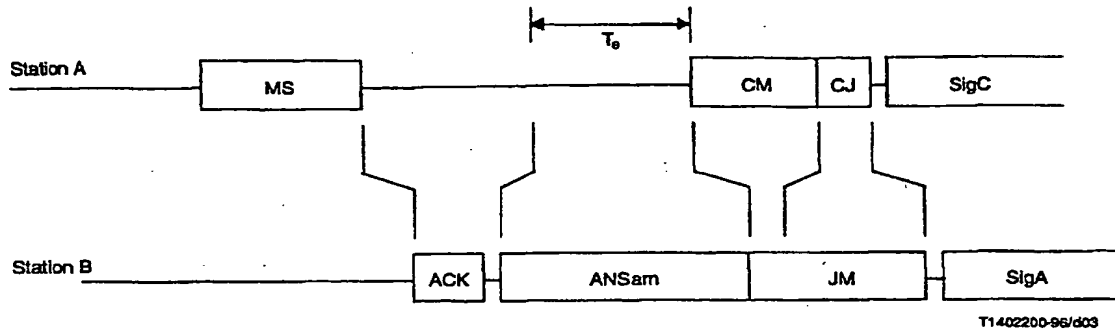 Tₑ
Station A
MS
CM
CJ
SigC
Station B
ACK
ANSam
JM
SigA
T1402200-96/d03